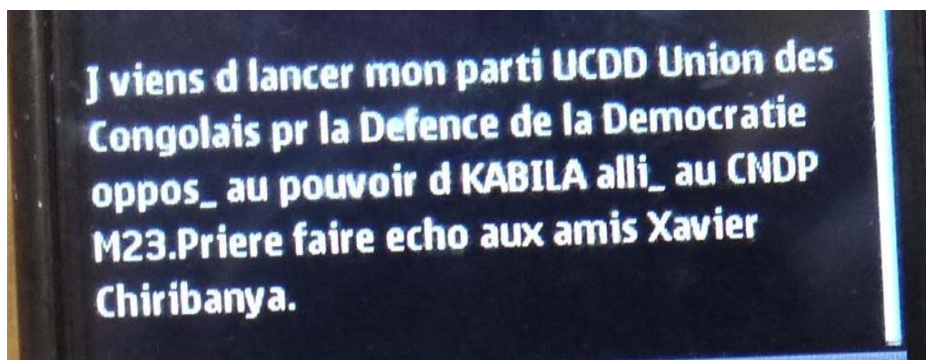 J viens d lancer mon parti UCDD Union des
Congolais pr la Defence de la Democratie
oppos_ au pouvoir d KABILA alli_ au CNDP
M23.Priere faire echo aux amis Xavier
Chiribanya.